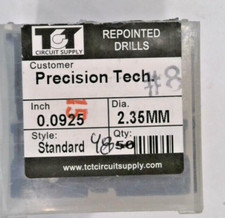 TCT
CIRCUIT SUPPLY
REPOINTED
DRILLS
Customer
Precision Tech.
#8
Inch
Dia.
0.0925
2.35MM
Style:
Qty:
Standard
48
50
www.tctcircuitsupply.com